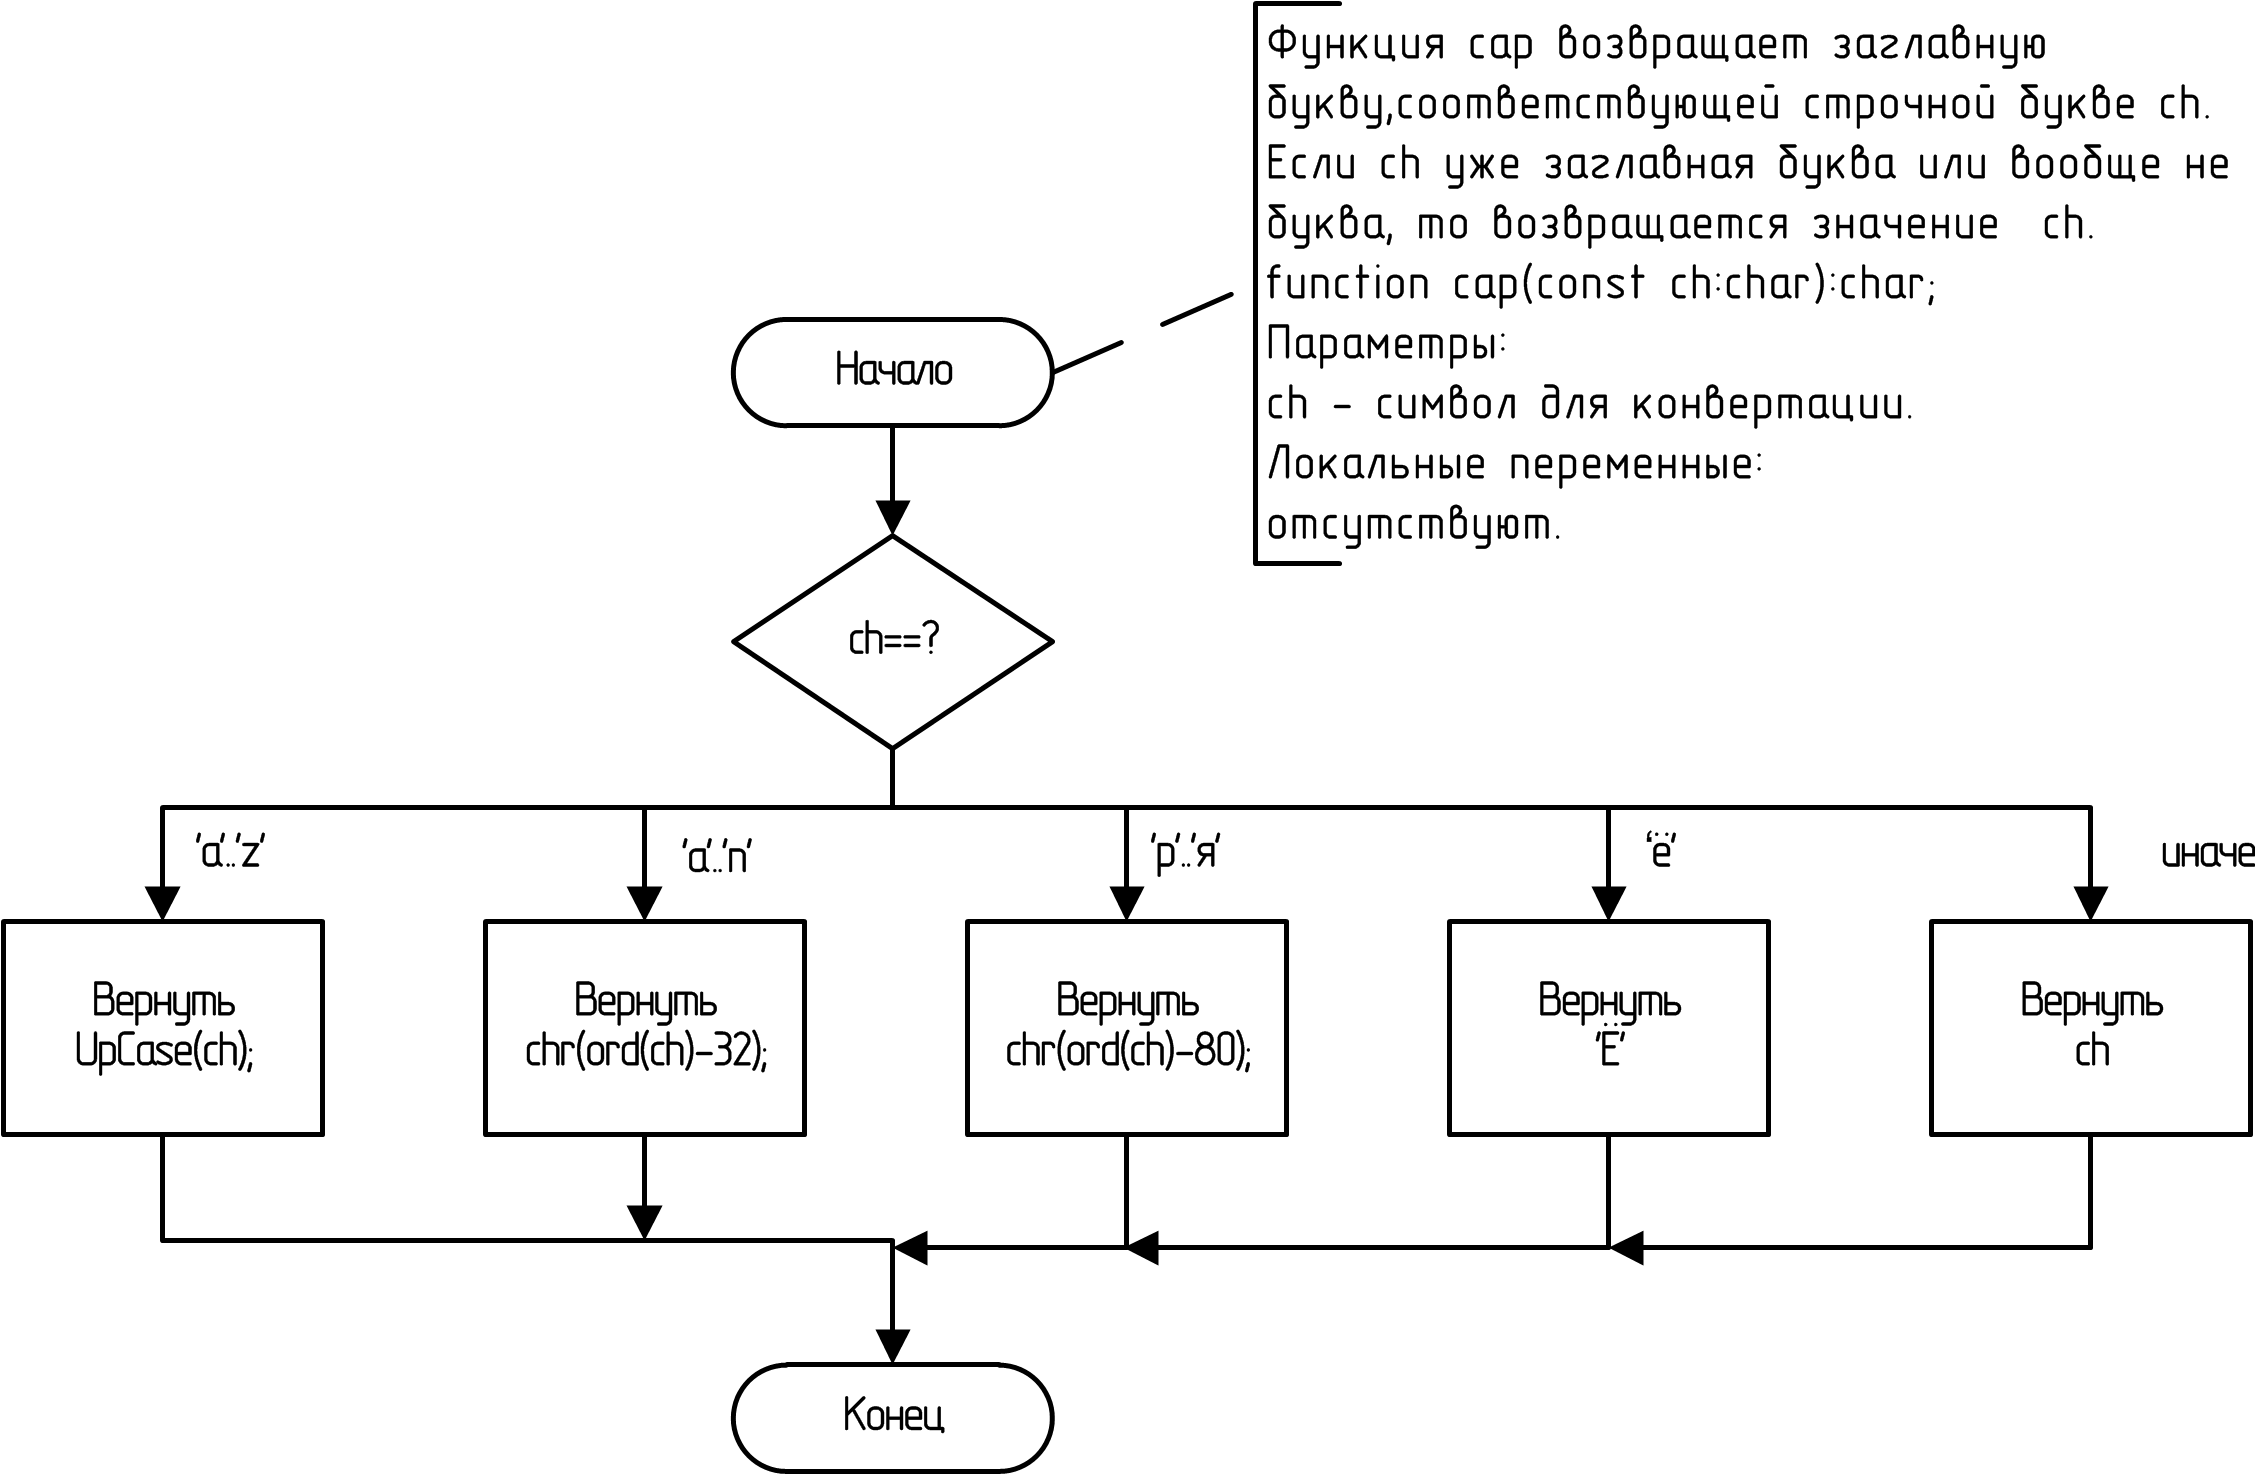 Функция cap возвращает заглавную
букву,соответствующей строчной букве ch.
Если ch уже заглавная буква или вообще не
буква, то возвращается значение ch.
function cap(const ch:char):char;
Параметры:
ch - символ для конвертации.
Локальные переменные:
отсутствуют.
Начало
ch==?
'a'..'z'
'а'..'п'
'р'..'я'
'ё'
иначе
Вернуть
UpCase(ch);
Вернуть
chr(ord(ch)-32);
Вернуть
chr(ord(ch)-80);
Вернуть
'Ё'
Вернуть
ch
Конец